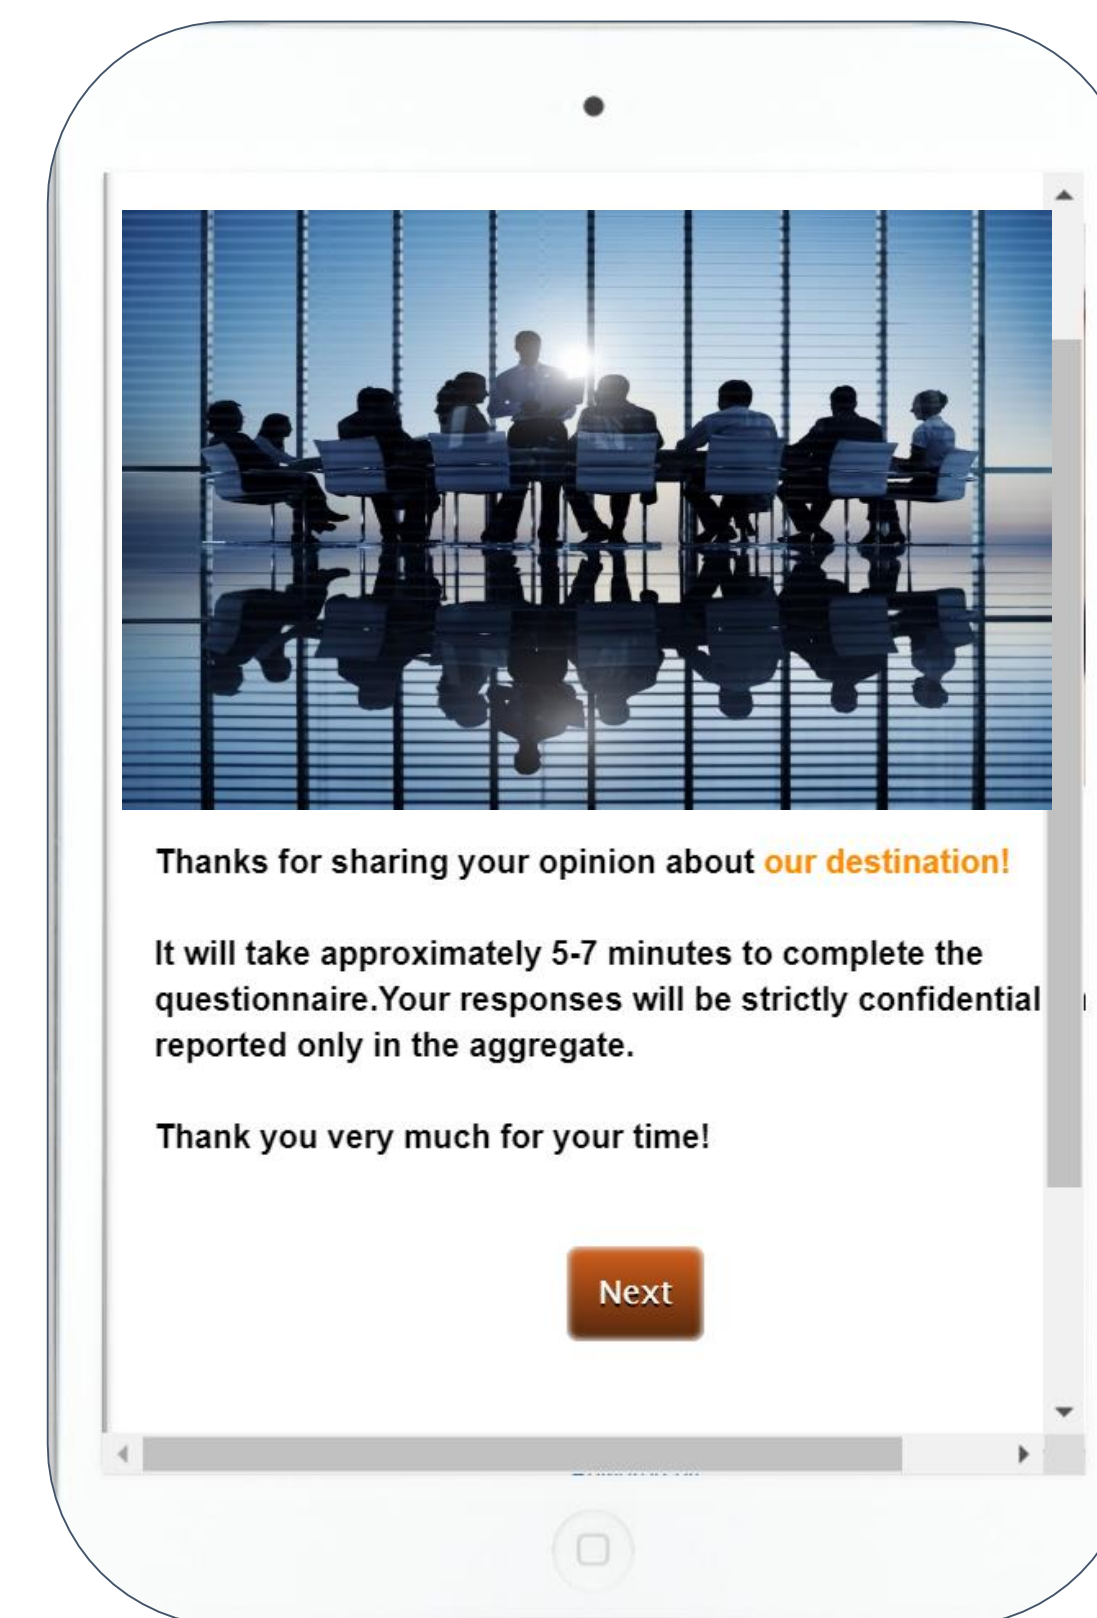 Thanks for sharing your opinion about our destination!
It will take approximately 5-7 minutes to complete the
questionnaire.Your responses will be strictly confidential
reported only in the aggregate.
Thank you very much for your time!
Next